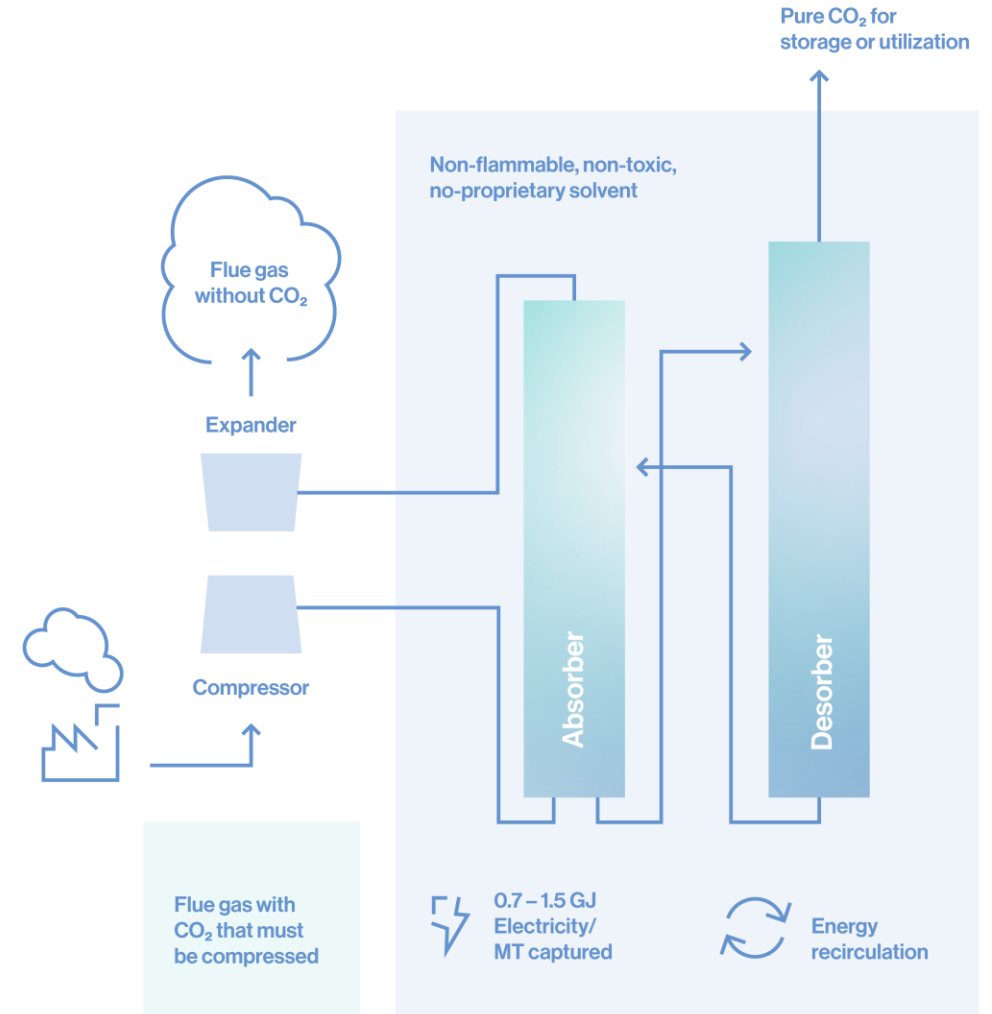 Pure CO₂ for
storage or utilization
Non-flammable, non-toxic,
no-proprietary solvent
Flue gas
without CO₂
Expander
Compressor
Absorber
Desorber
Flue gas with
CO₂ that must
be compressed
0.7 – 1.5 GJ
Electricity/
MT captured
Energy
recirculation